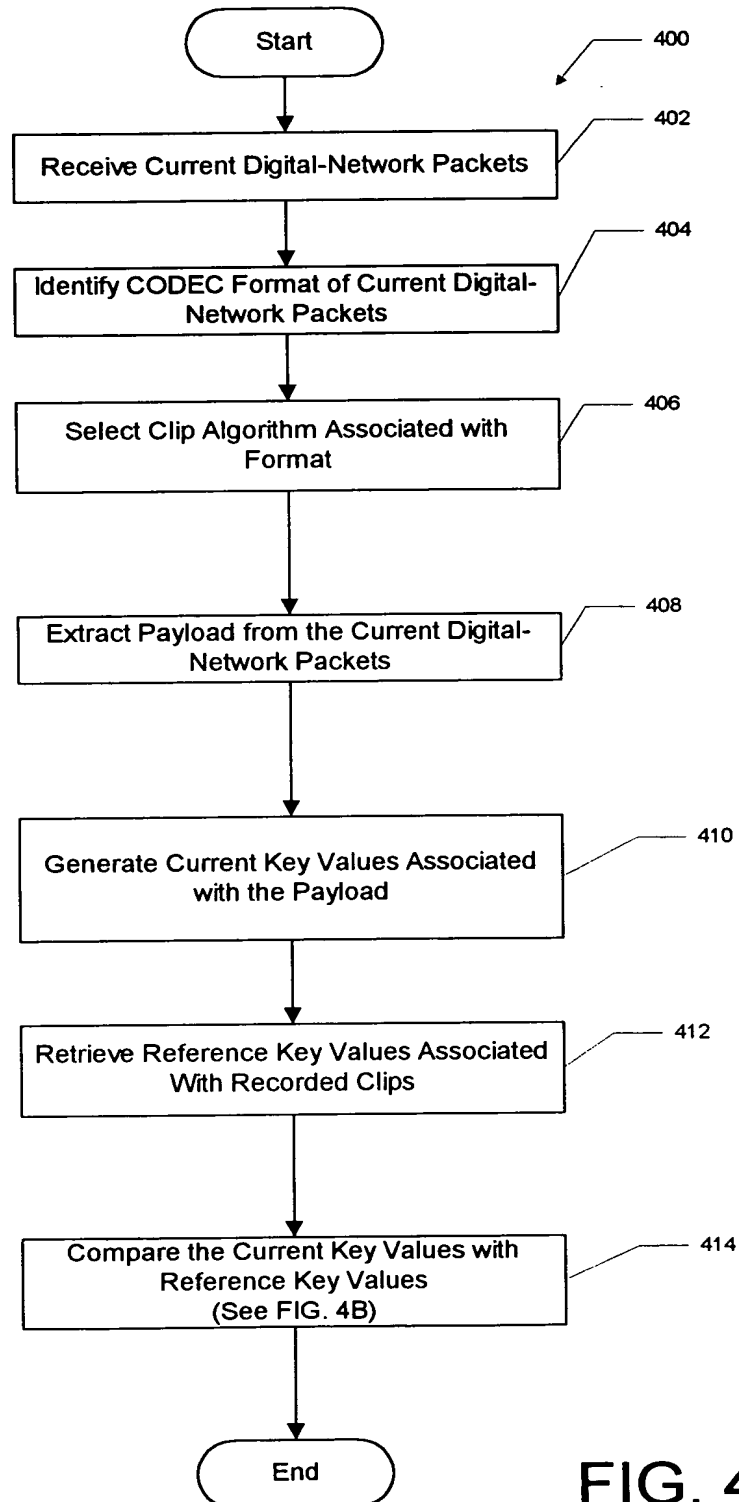 Start
400
402
Receive Current Digital-Network Packets
404
Identify CODEC Format of Current Digital-
Network Packets
406
Select Clip Algorithm Associated with
Format
408
Extract Payload from the Current Digital-
Network Packets
410
Generate Current Key Values Associated
with the Payload
412
Retrieve Reference Key Values Associated
With Recorded Clips
414
Compare the Current Key Values with
Reference Key Values
(See FIG. 4B)
End
FIG. 4